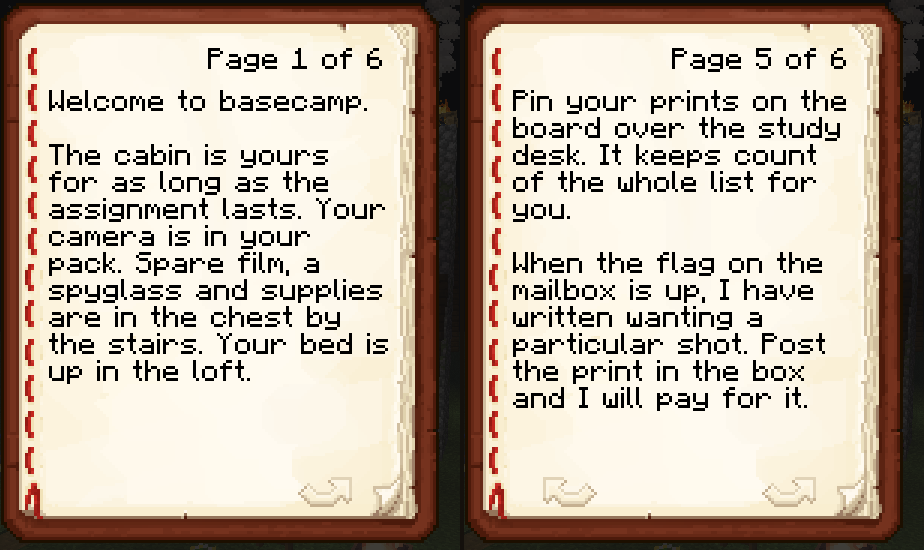 Page 1 of 6
Welcome to basecamp.
The cabin is yours
for as long as the
assignment lasts. Your
camera is in your
pack. Spare film, a
spyglass and supplies
are in the chest by
the stairs. Your bed is
up in the loft.
Page 5 of 6
Pin your prints on the
board over the study
desk. It keeps count
of the whole list for
you.
When the flag on the
mailbox is up, I have
written wanting a
particular shot. Post
the print in the box
and I will pay for it.